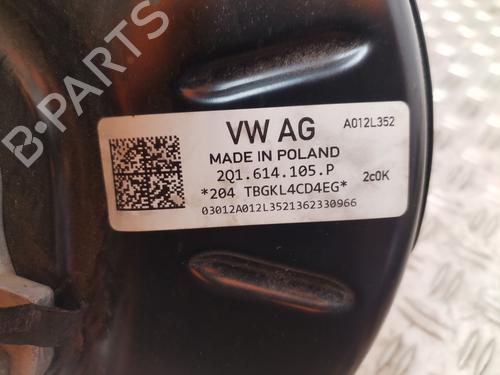 B-PARTS
VW AG
A012L352
MADE IN POLAND
2Q1.614.105.P
*204 TBGKL4CD4EG*
2c0K
03012A012L3521362330966